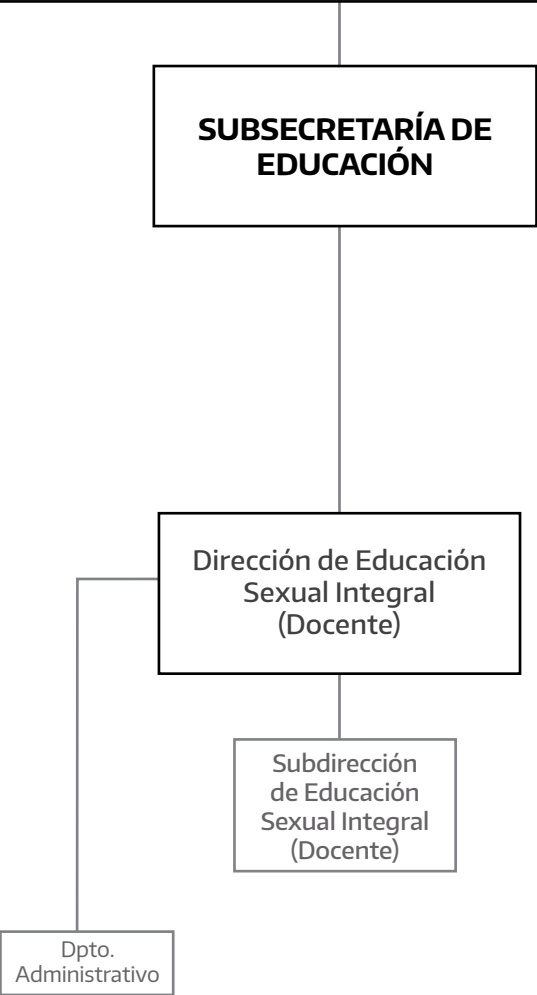 SUBSECRETARÍA DE
EDUCACIÓN
Dirección de Educación
Sexual Integral
(Docente)
Subdirección
de Educación
Sexual Integral
(Docente)
Dpto.
Administrativo